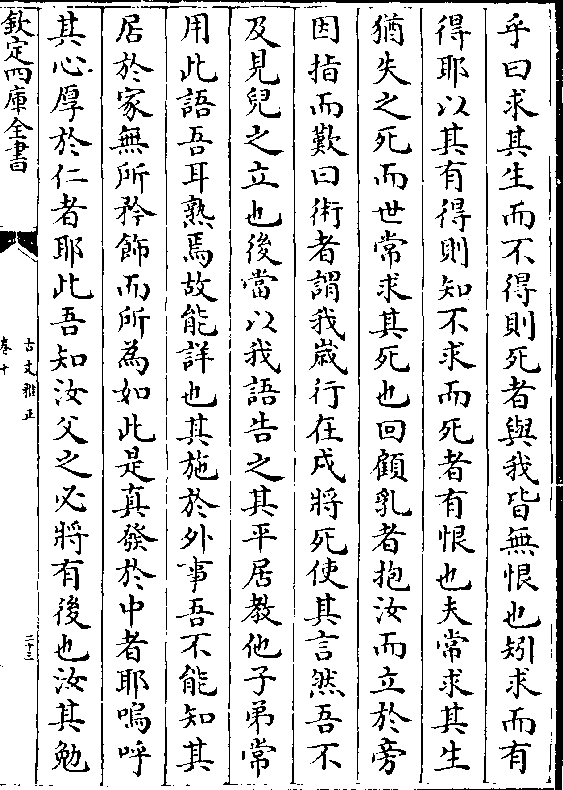 乎曰求其生而不得則死者與我皆無恨也矧求而有
得耶以其有得則知不求而死者有恨也夫常求其生
猶失之死而世常求其死也回顧乳者抱汝而立於旁
因指而歎曰術者謂我嵗行在戍將死使其言然吾不
及見兒之立也後當以我語告之其平居教他子弟常
用此語吾耳熟焉故能詳也其施於外事吾不能知其
居於家無所矜飾而所為如此是真發於中者耶嗚呼
其心厚於仁者耶此吾知汝父之必將有後也汝其勉
欽定四庫全書
古文雅正
卷十
二十三